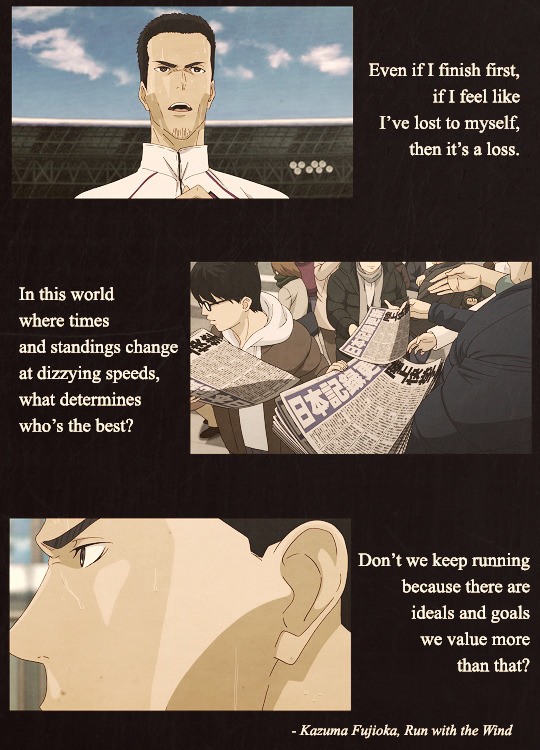 Even if I finish first,
if I feel like
I've lost to myself,
then it's a loss.
In this world
where times
and standings change
at dizzying speeds,
what determines
who's the best?
日本記録更
Don't we keep running
because there are
ideals and goals
we value more
than that?
- Kazuma Fujioka, Run with the Wind